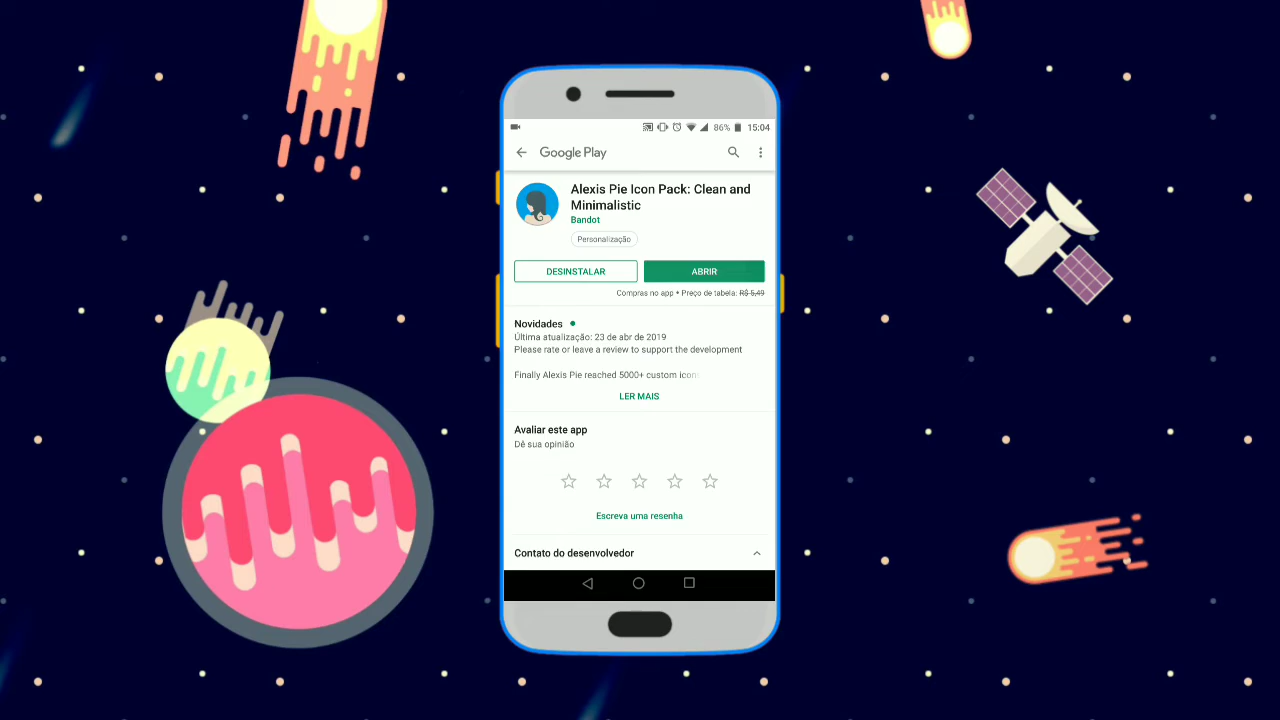 86% 15:04
Google Play
Alexis Pie Icon Pack: Clean and
Minimalistic
Bandot
Personalização
DESINSTALAR ABRIR
Compras no app • Preço de tabela: R$ 5,49
Novidades
Última atualização: 23 de abr de 2019
Please rate or leave a review to support the development
Finally Alexis Pie reached 5000+ custom icons
LER MAIS
Avaliar este app
Dê sua opinião
Escreva uma resenha
Contato do desenvolvedor